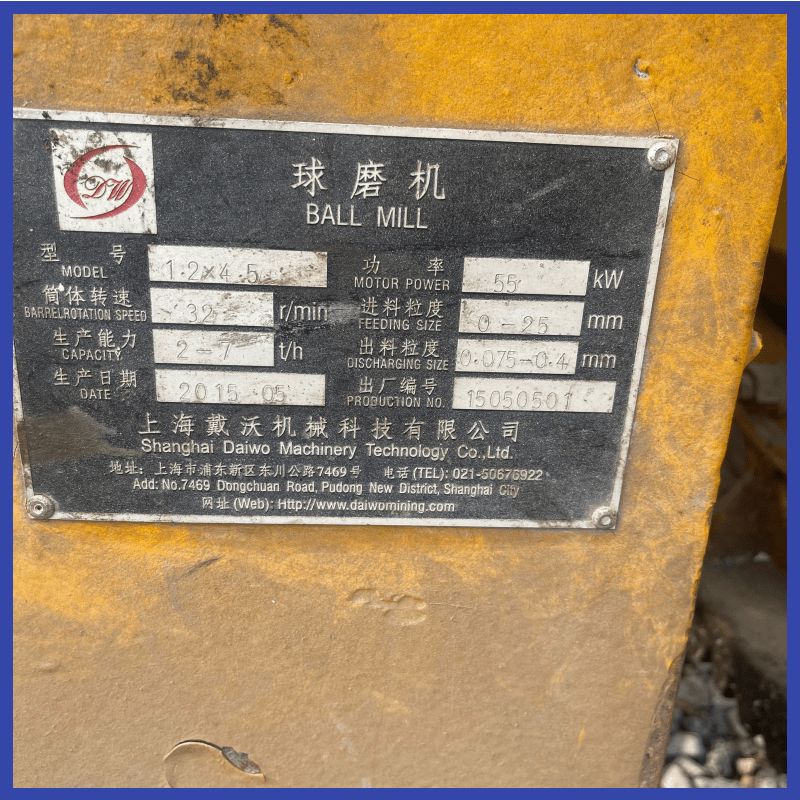 DW
球磨机
BALL MILL
型号 1.2×4.5 功率 55 kW
MODEL MOTOR POWER
筒体转速 32 r/min 进料粒度 0-25 mm
BARRELROTATION SPEED FEEDING SIZE
生产能力 2-7 t/h 出料粒度 0.075-0.4 mm
CAPACITY DISCHARGING SIZE
生产日期 2015 05 出厂编号 15050501
DATE PRODUCTION NO.
上海戴沃机械科技有限公司
Shanghai Daiwo Machinery Technology Co.,Ltd.
地址: 上海市浦东新区东川公路7469号 电话(TEL): 021-50676922
Add: No.7469 Dongchuan Road, Pudong New District, Shanghai City
网址(Web): Http://www.daiwomining.com